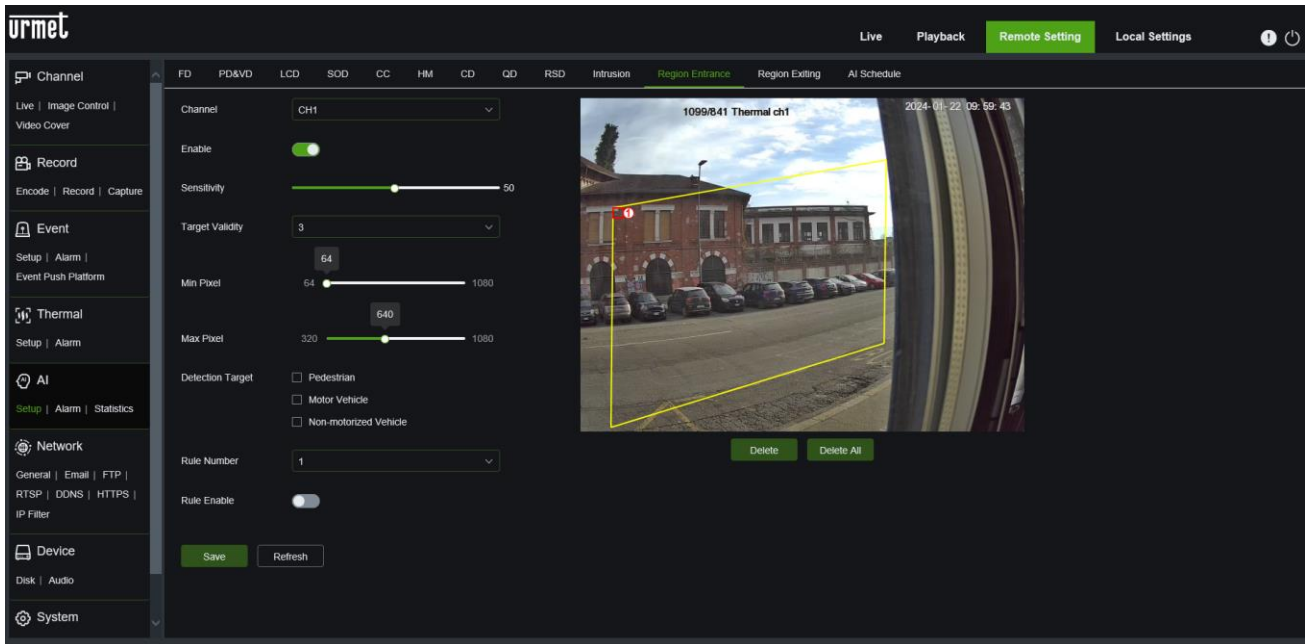 urmet
Live Playback Remote Setting Local Settings
Channel
Live | Image Control |
Video Cover
Record
Encode | Record | Capture
Event
Setup | Alarm |
Event Push Platform
Thermal
Setup | Alarm
AI
Setup | Alarm | Statistics
Network
General | Email | FTP |
RTSP | DDNS | HTTPS |
IP Filter
Device
Disk | Audio
System
FD PD&VD LCD SOD CC HM CD QD RSD Intrusion Region Entrance Region Exiting AI Schedule
Channel CH1
Enable
Sensitivity 50
Target Validity 3
64
Min Pixel 64 1080
640
Max Pixel 320 1080
Detection Target Pedestrian
Motor Vehicle
Non-motorized Vehicle
Rule Number 1
Rule Enable
Save Refresh
1099/841 Thermal ch1 2024-01-22 09:59:43
1
Delete Delete All